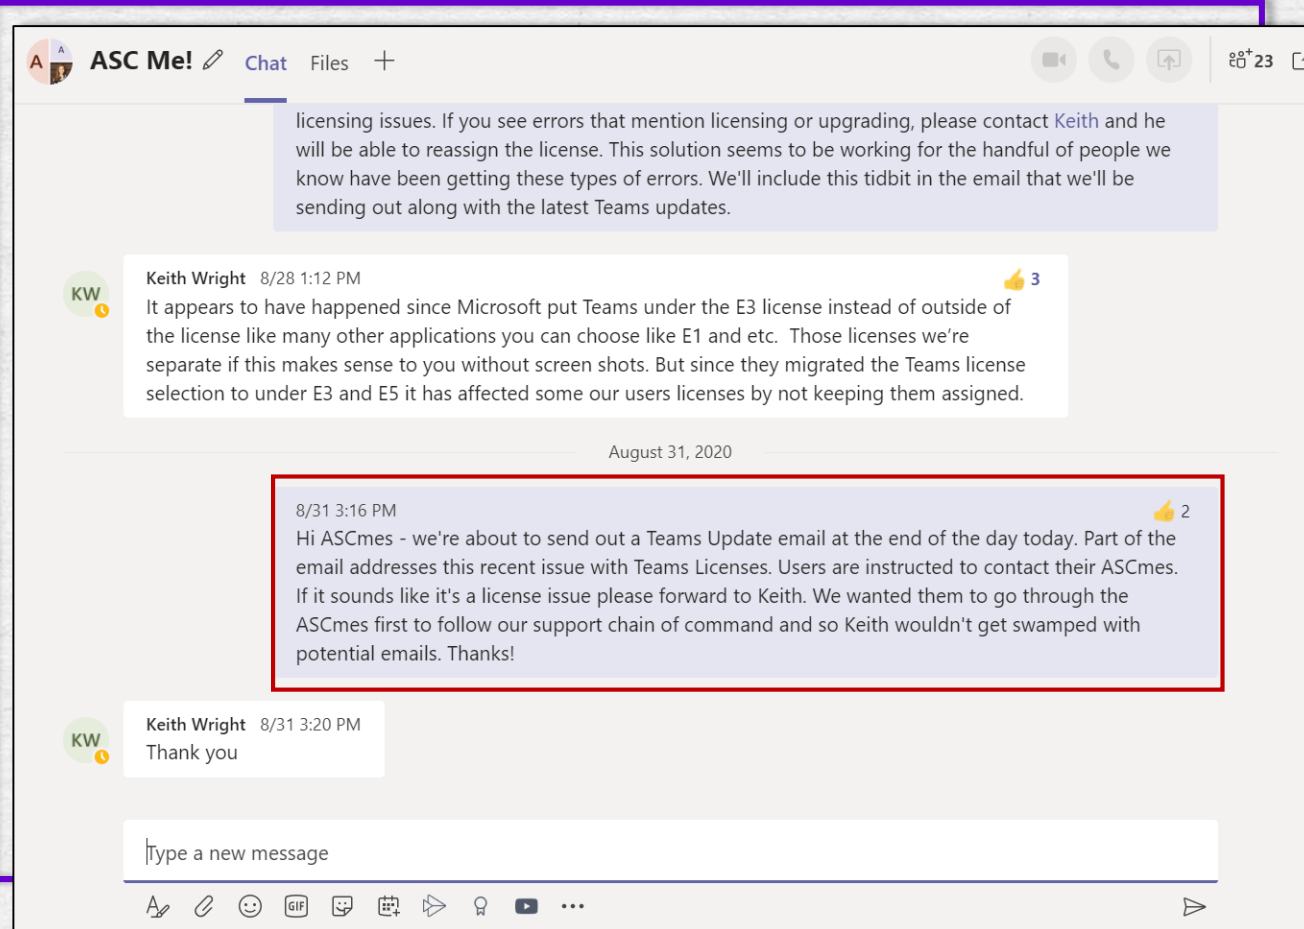 A A
ASC Me! Chat Files 23
licensing issues. If you see errors that mention licensing or upgrading, please contact Keith and he
will be able to reassign the license. This solution seems to be working for the handful of people we
know have been getting these types of errors. We'll include this tidbit in the email that we'll be
sending out along with the latest Teams updates.
KW
Keith Wright 8/28 1:12 PM 3
It appears to have happened since Microsoft put Teams under the E3 license instead of outside of
the license like many other applications you can choose like E1 and etc. Those licenses we’re
separate if this makes sense to you without screen shots. But since they migrated the Teams license
selection to under E3 and E5 it has affected some our users licenses by not keeping them assigned.
August 31, 2020
8/31 3:16 PM 2
Hi ASCmes - we're about to send out a Teams Update email at the end of the day today. Part of the
email addresses this recent issue with Teams Licenses. Users are instructed to contact their ASCmes.
If it sounds like it's a license issue please forward to Keith. We wanted them to go through the
ASCmes first to follow our support chain of command and so Keith wouldn't get swamped with
potential emails. Thanks!
KW
Keith Wright 8/31 3:20 PM
Thank you
Type a new message
GIF